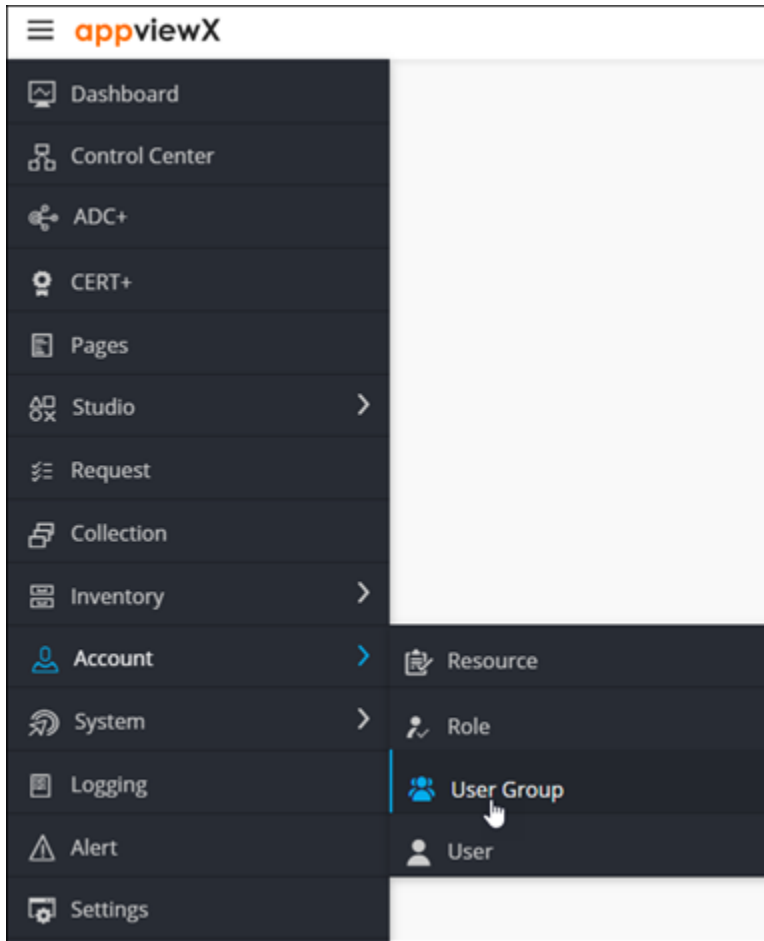 appviewX
Dashboard
Control Center
ADC+
CERT+
Pages
Studio
Request
Collection
Inventory
Account
System
Logging
Alert
Settings
Resource
Role
User Group
User